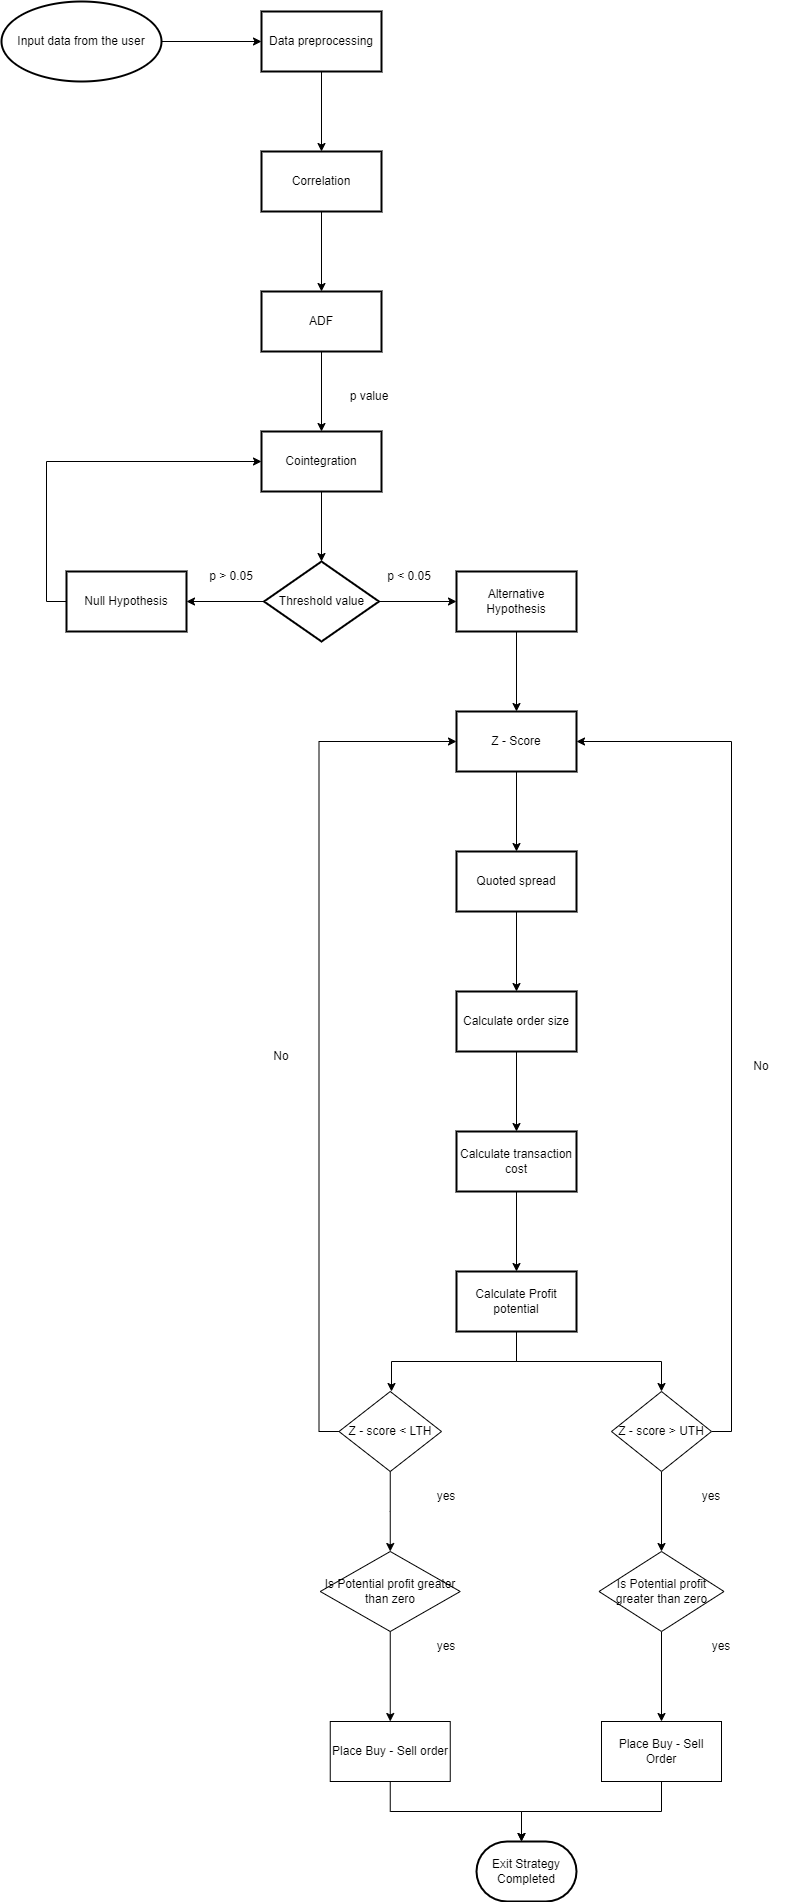 Input data from the user
Data preprocessing
Correlation
ADF
p value
Cointegration
p > 0.05
p < 0.05
Null Hypothesis
Threshold value
Alternative
Hypothesis
Z - Score
Quoted spread
Calculate order size
No
No
Calculate transaction
cost
Calculate Profit
potential
Z - score < LTH
Z - score > UTH
yes
yes
Is Potential profit greater
than zero
Is Potential profit
greater than zero
yes
yes
Place Buy - Sell order
Place Buy - Sell
Order
Exit Strategy
Completed